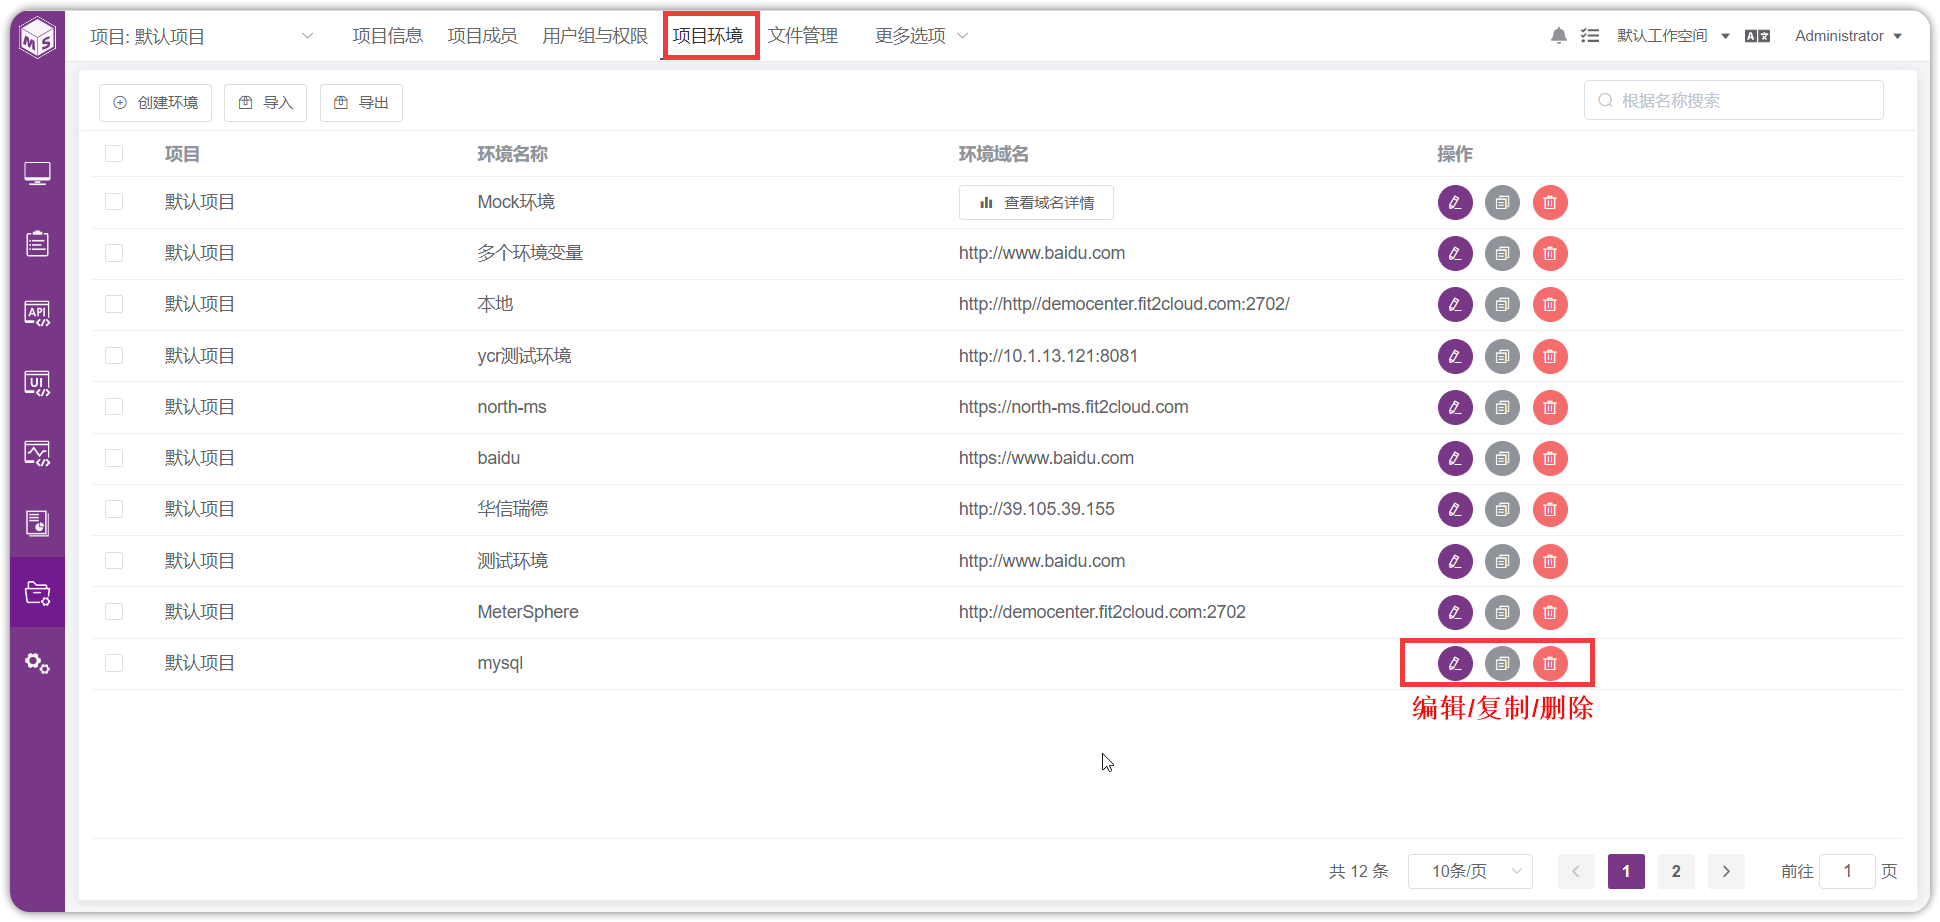 MS
项目: 默认项目
项目信息 项目成员 用户组与权限 项目环境 文件管理 更多选项
默认工作空间 A文 Administrator
创建环境 导入 导出 根据名称搜索
项目 环境名称 环境域名 操作
默认项目 Mock环境 查看域名详情
默认项目 多个环境变量 http://www.baidu.com
默认项目 本地 http://http//democenter.fit2cloud.com:2702/
API
默认项目 ycr测试环境 http://10.1.13.121:8081
UI
默认项目 north-ms https://north-ms.fit2cloud.com
默认项目 baidu https://www.baidu.com
默认项目 华信瑞德 http://39.105.39.155
默认项目 测试环境 http://www.baidu.com
默认项目 MeterSphere http://democenter.fit2cloud.com:2702
默认项目 mysql
编辑/复制/删除
共 12 条 10条/页 1 2 前往 1 页